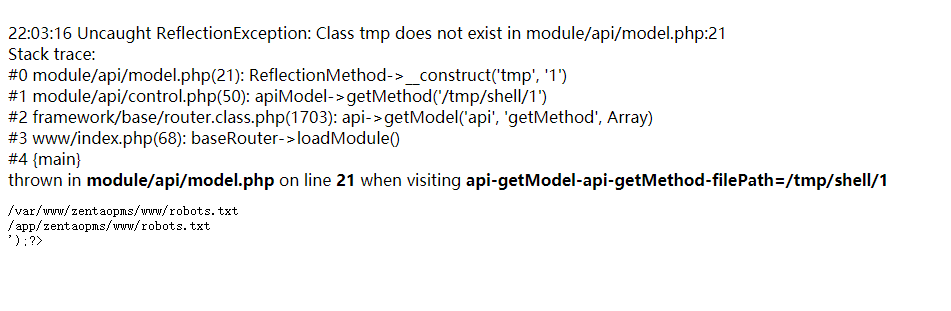 22:03:16 Uncaught ReflectionException: Class tmp does not exist in module/api/model.php:21
Stack trace:
#0 module/api/model.php(21): ReflectionMethod->__construct('tmp', '1')
#1 module/api/control.php(50): apiModel->getMethod('/tmp/shell/1')
#2 framework/base/router.class.php(1703): api->getModel('api', 'getMethod', Array)
#3 www/index.php(68): baseRouter->loadModule()
#4 {main}
thrown in module/api/model.php on line 21 when visiting api-getModel-api-getMethod-filePath=/tmp/shell/1
/var/www/zentaopms/www/robots.txt
/app/zentaopms/www/robots.txt
');?>